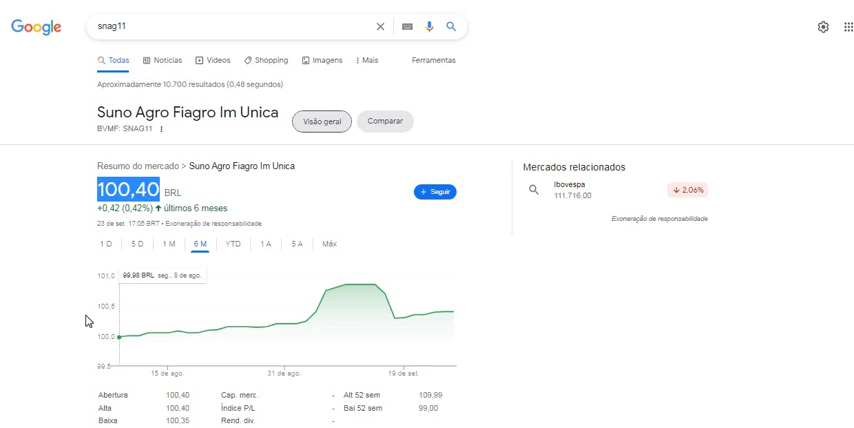 Google
snag11
Todas Notícias Vídeos Shopping Imagens Mais Ferramentas
Aproximadamente 10.700 resultados (0,48 segundos)
Suno Agro Fiagro Im Unica
BVMF: SNAG11
Visão geral Comparar
Resumo do mercado > Suno Agro Fiagro Im Unica
100,40 BRL
+ Seguir
+0,42 (0,42%) ↑ últimos 6 meses
23 de set. 17:05 BRT • Exoneração de responsabilidade
1 D 5 D 1 M 6 M YTD 1 A 5 A Máx
101,0
99,98 BRL seg., 8 de ago.
100,5
100,0
99,5
15 de ago. 31 de ago. 19 de set.
Abertura 100,40 Cap. merc. - Alt 52 sem 109,99
Alta 100,40 Índice P/L - Bai 52 sem 99,00
Baixa 100,35 Rend. div. -
Mercados relacionados
Ibovespa
111.716,00
↓ 2,06%
Exoneração de responsabilidade